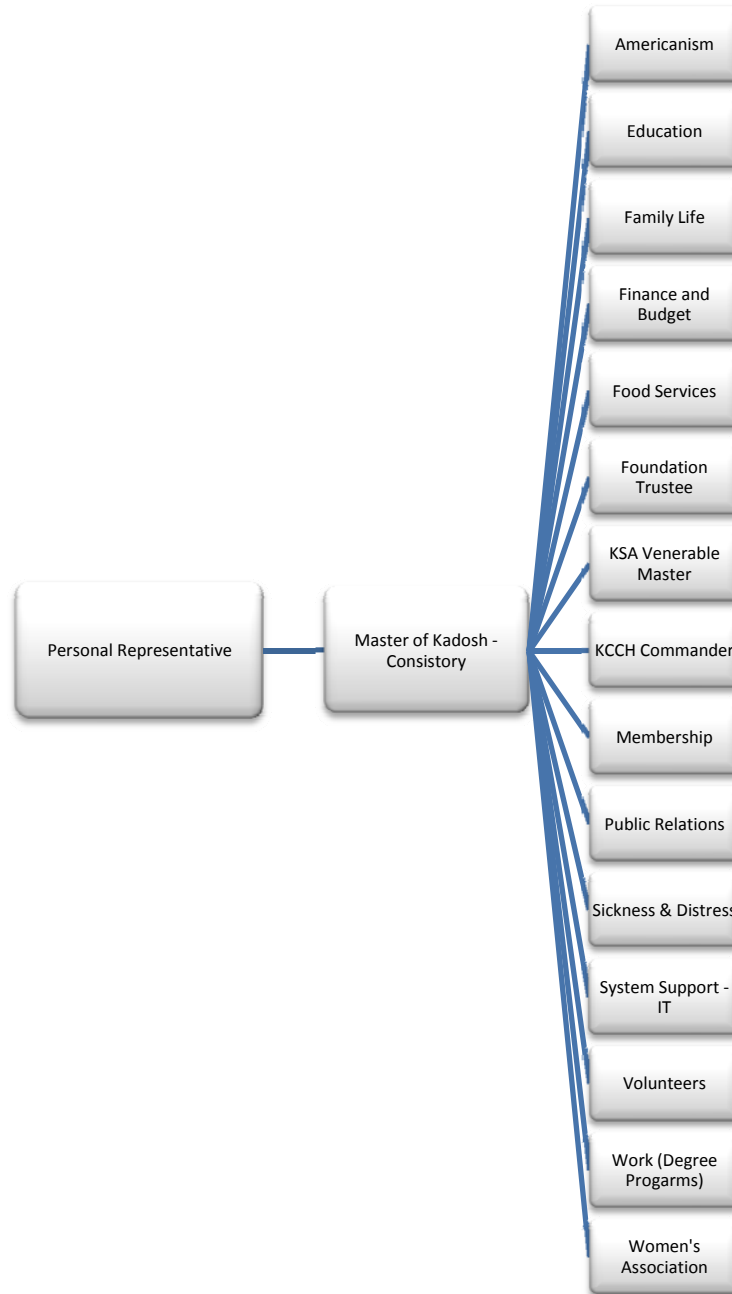 Personal Representative
Master of Kadosh -
Consistory
Americanism
Education
Family Life
Finance and
Budget
Food Services
Foundation
Trustee
KSA Venerable
Master
KCCH Commander
Membership
Public Relations
Sickness & Distress
System Support -
IT
Volunteers
Work (Degree
Progarms)
Women's
Association